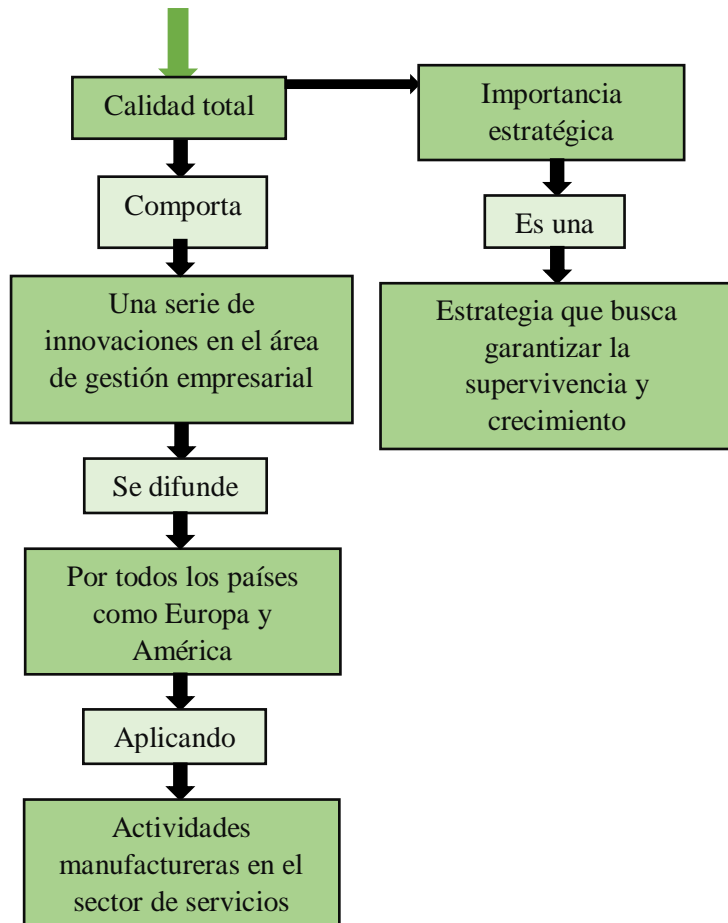 Calidad total
Importancia
estratégica
Comporta
Es una
Una serie de
innovaciones en el área
de gestión empresarial
Estrategia que busca
garantizar la
supervivencia y
crecimiento
Se difunde
Por todos los países
como Europa y
América
Aplicando
Actividades
manufactureras en el
sector de servicios